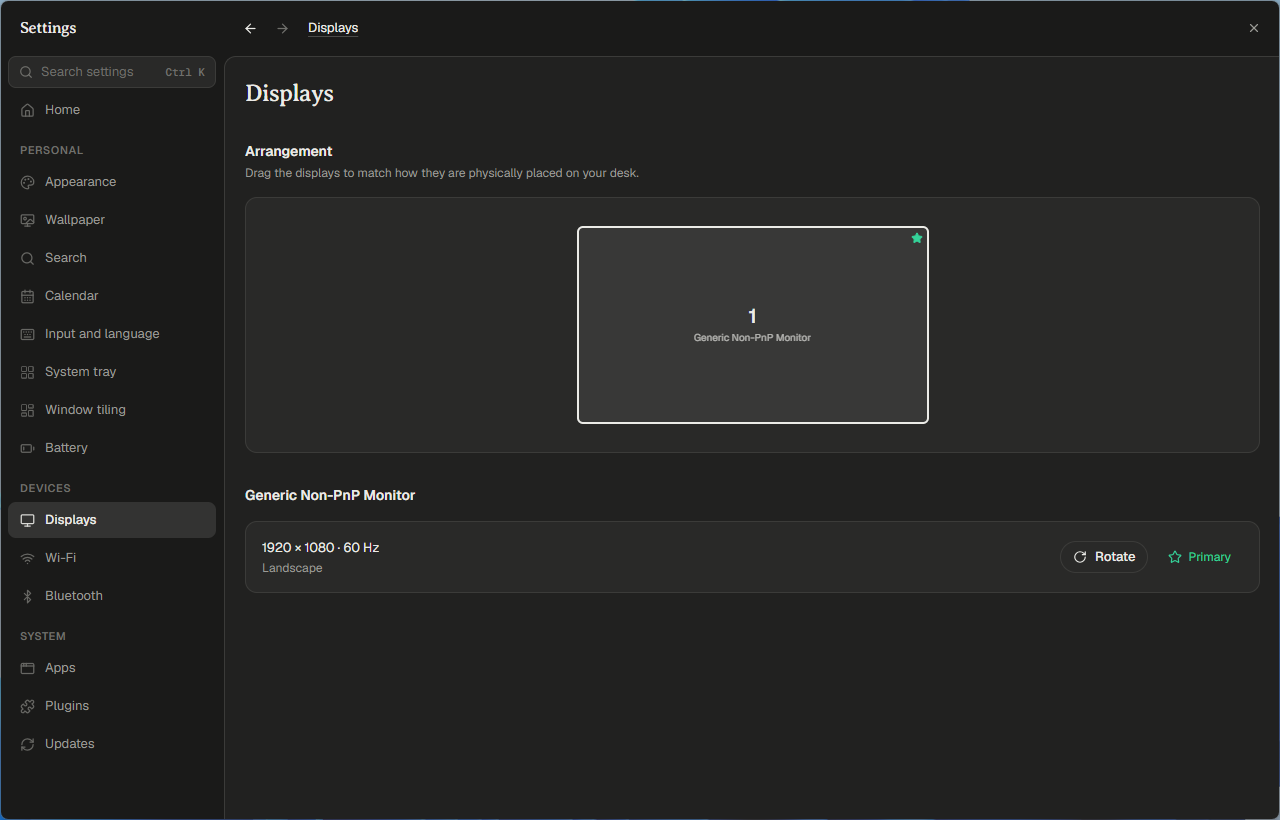 Settings
Displays
Search settings Ctrl K
Home
PERSONAL
Appearance
Wallpaper
Search
Calendar
Input and language
System tray
Window tiling
Battery
DEVICES
Displays
Wi-Fi
Bluetooth
SYSTEM
Apps
Plugins
Updates
Displays
Arrangement
Drag the displays to match how they are physically placed on your desk.
1
Generic Non-PnP Monitor
Generic Non-PnP Monitor
1920 × 1080 · 60 Hz
Landscape
Rotate
Primary